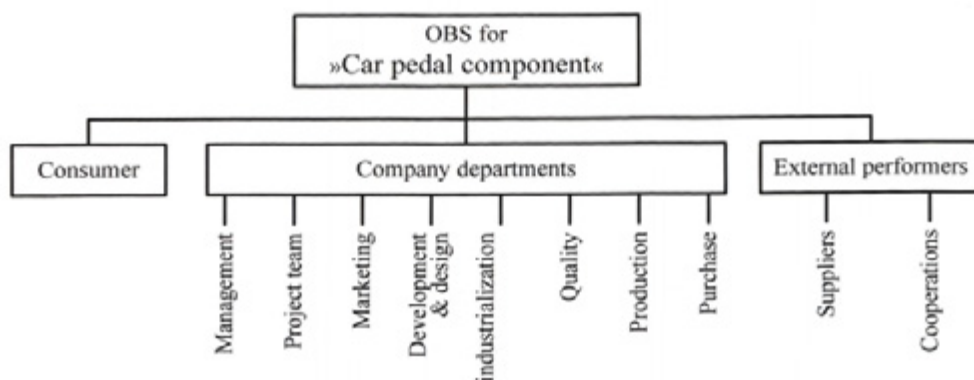 OBS for
»Car pedal component«
Consumer
Company departments
External performers
Management
Project team
Marketing
Development
& design
industrialization
Quality
Production
Purchase
Suppliers
Cooperations